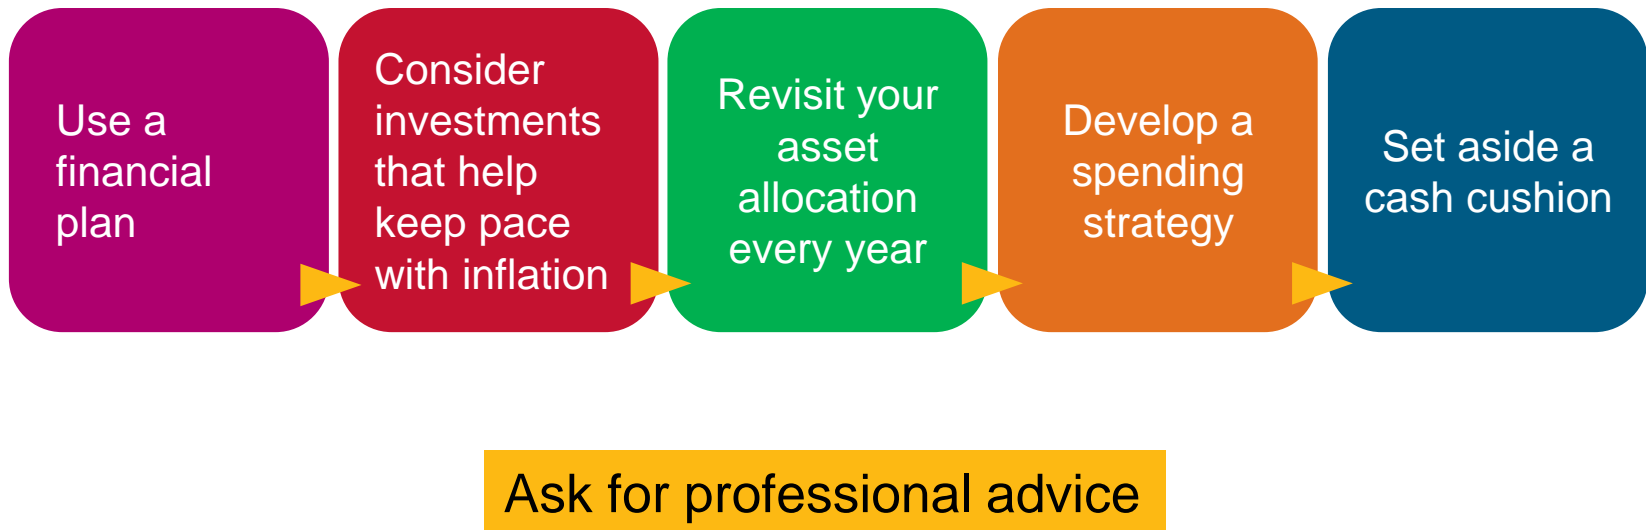 Use a
financial
plan
Consider
investments
that help
keep pace
with inflation
Revisit your
asset
allocation
every year
Develop a
spending
strategy
Set aside a
cash cushion
Ask for professional advice